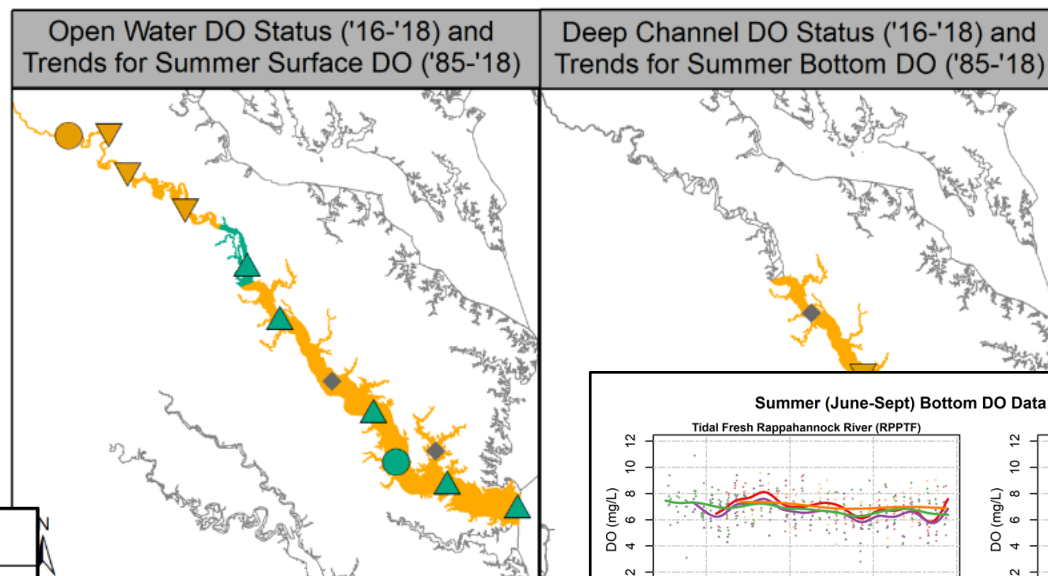 Open Water DO Status ('16-'18) and
Trends for Summer Surface DO ('85-'18)
Deep Channel DO Status ('16-'18) and
Trends for Summer Bottom DO ('85-'18)
N
Summer (June-Sept) Bottom DO Data
Tidal Fresh Rappahannock River (RPPTF)
DO (mg/L)
12
10
8
6
4
2
DO (mg/L)
12
10
8
6
4
2